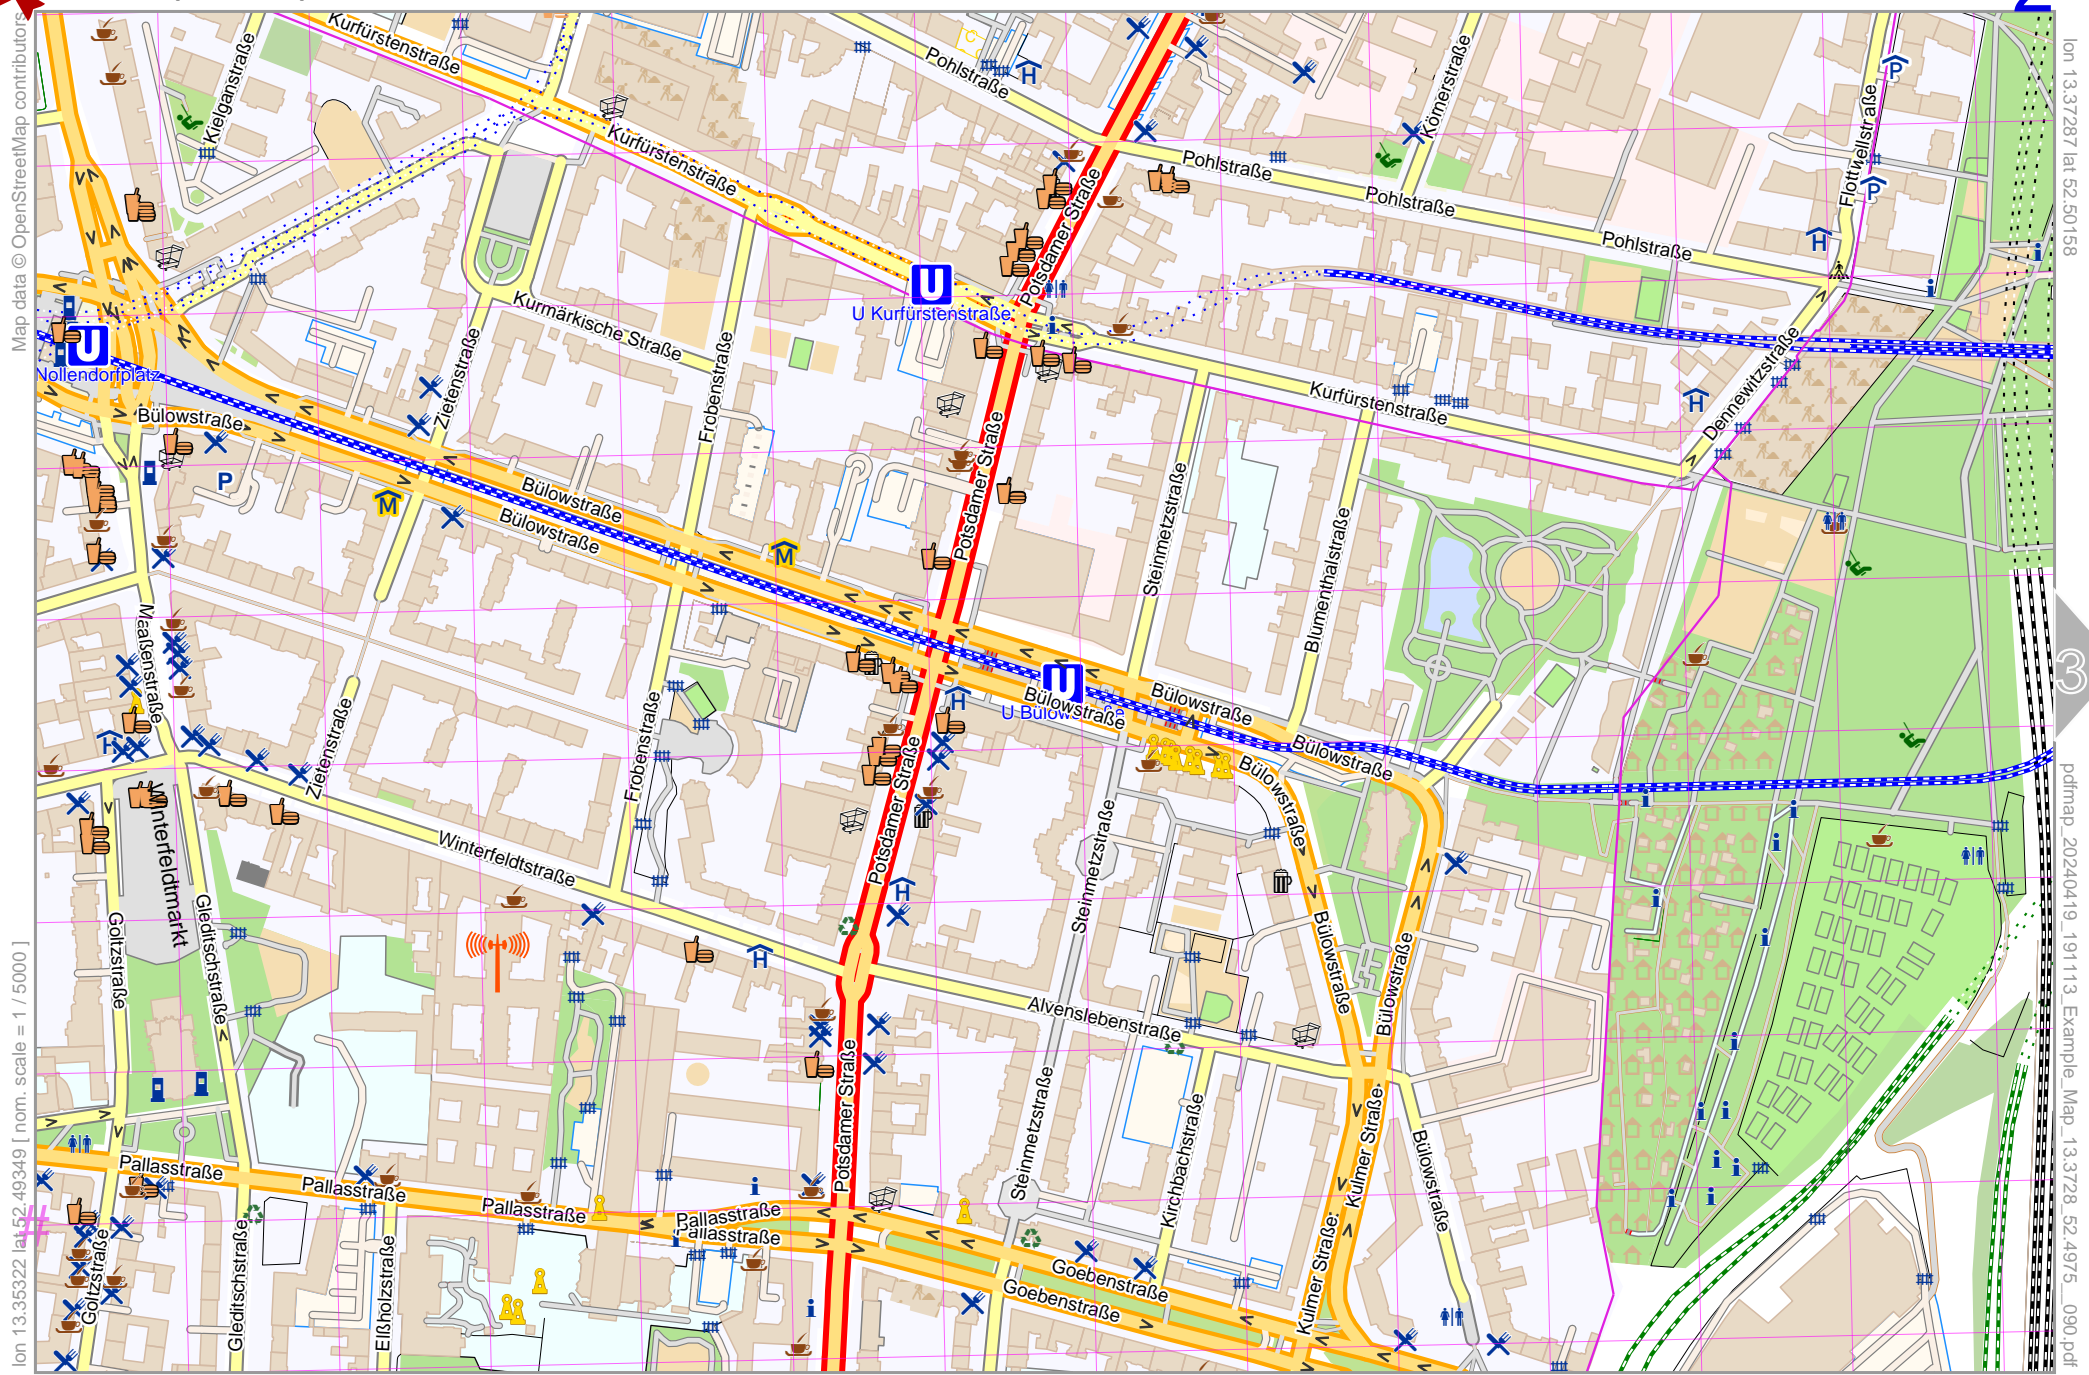 Kurfürstenstraße
Pohlstraße
Kielganstraße
Körnerstraße
Flottwellstraße
Kurfürstenstraße
Pohlstraße
Pohlstraße
Pohlstraße
Potsdamer Straße
U
U Kurfürstenstraße
Kurmärkische Straße
Zietenstraße
Frobenstraße
U
Nollendorfplatz
Bülowstraße
Kurfürstenstraße
Dennewitzstraße
Potsdamer Straße
Bülowstraße
Bülowstraße
Steinmetzstraße
Blumenthalstraße
Maaßenstraße
Zietenstraße
Frobenstraße
U
U Bülowstraße
Bülowstraße
Bülowstraße
Bülowstraße
Bülowstraße
Potsdamer Straße
Winterfeldtmarkt
Winterfeldtstraße
Steinmetzstraße
Goltzstraße
Gleditschstraße
Bülowstraße
Bülowstraße
Alvenslebenstraße
Potsdamer Straße
Steinmetzstraße
Kirchbachstraße
Kulmer Straße
Bülowstraße
Pallasstraße
Pallasstraße
Pallasstraße
Pallasstraße
Pallasstraße
Goltzstraße
Gleditschstraße
Elßholzstraße
Goebenstraße
Goebenstraße
Kulmer Straße
Map data © OpenStreetMap contributors
lon 13.35322 lat 52.49349 [ nom. scale = 1 / 5000 ]
lon 13.37287 lat 52.50158
pdfmap_20240419_191113_Example_Map_13.3728_52.4975__090.pdf
2
3
#